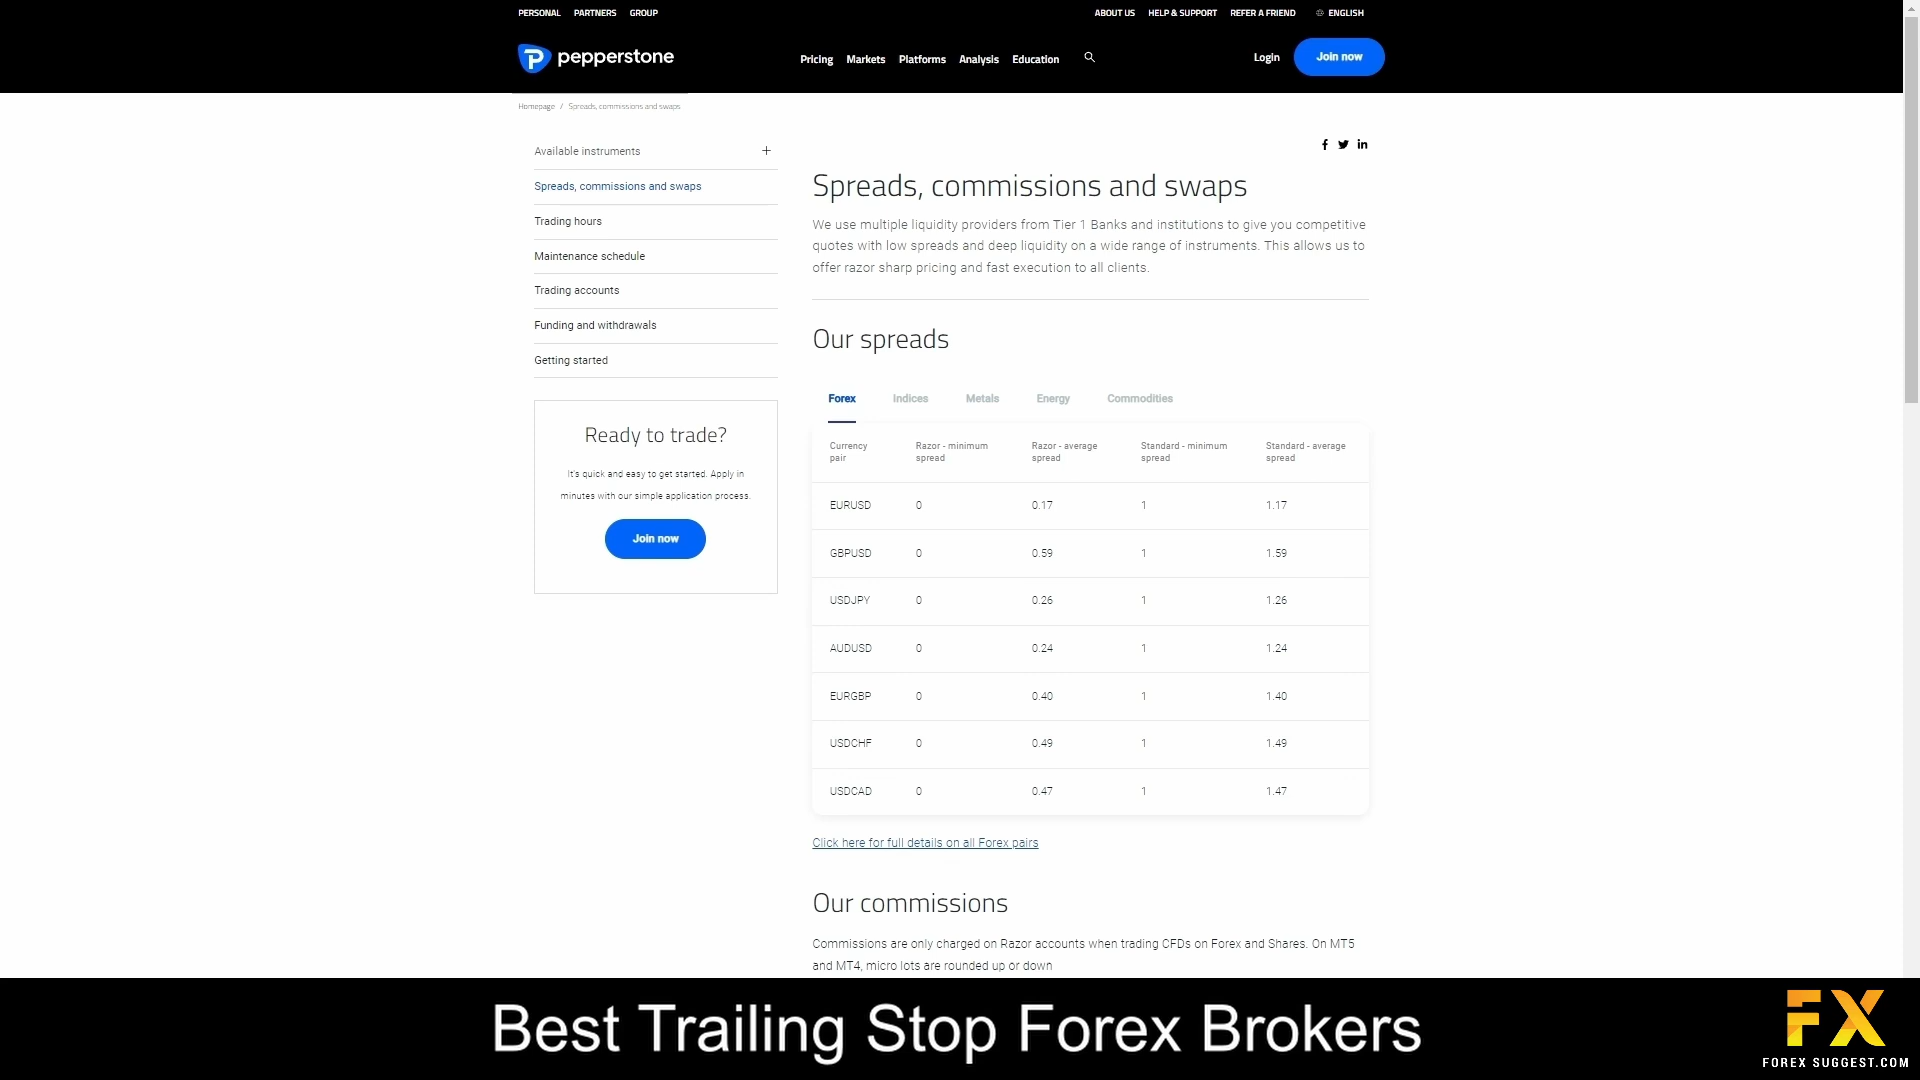 PERSONAL PARTNERS GROUP ABOUT US HELP & SUPPORT REFER A FRIEND ENGLISH
pepperstone Pricing Markets Platforms Analysis Education Login Join now
Homepage / Spreads, commissions and swaps
Available instruments +
Spreads, commissions and swaps
Trading hours
Maintenance schedule
Trading accounts
Funding and withdrawals
Getting started
Ready to trade?
It's quick and easy to get started. Apply in
minutes with our simple application process.
Join now
Spreads, commissions and swaps
We use multiple liquidity providers from Tier 1 Banks and institutions to give you competitive
quotes with low spreads and deep liquidity on a wide range of instruments. This allows us to
offer razor sharp pricing and fast execution to all clients.
Our spreads
Forex Indices Metals Energy Commodities
Currency pair Razor - minimum spread Razor - average spread Standard - minimum spread Standard - average spread
EURUSD 0 0.17 1 1.17
GBPUSD 0 0.59 1 1.59
USDJPY 0 0.26 1 1.26
AUDUSD 0 0.24 1 1.24
EURGBP 0 0.40 1 1.40
USDCHF 0 0.49 1 1.49
USDCAD 0 0.47 1 1.47
Click here for full details on all Forex pairs
Our commissions
Commissions are only charged on Razor accounts when trading CFDs on Forex and Shares. On MT5
and MT4, micro lots are rounded up or down
Best Trailing Stop Forex Brokers
FX
FOREX SUGGEST.COM